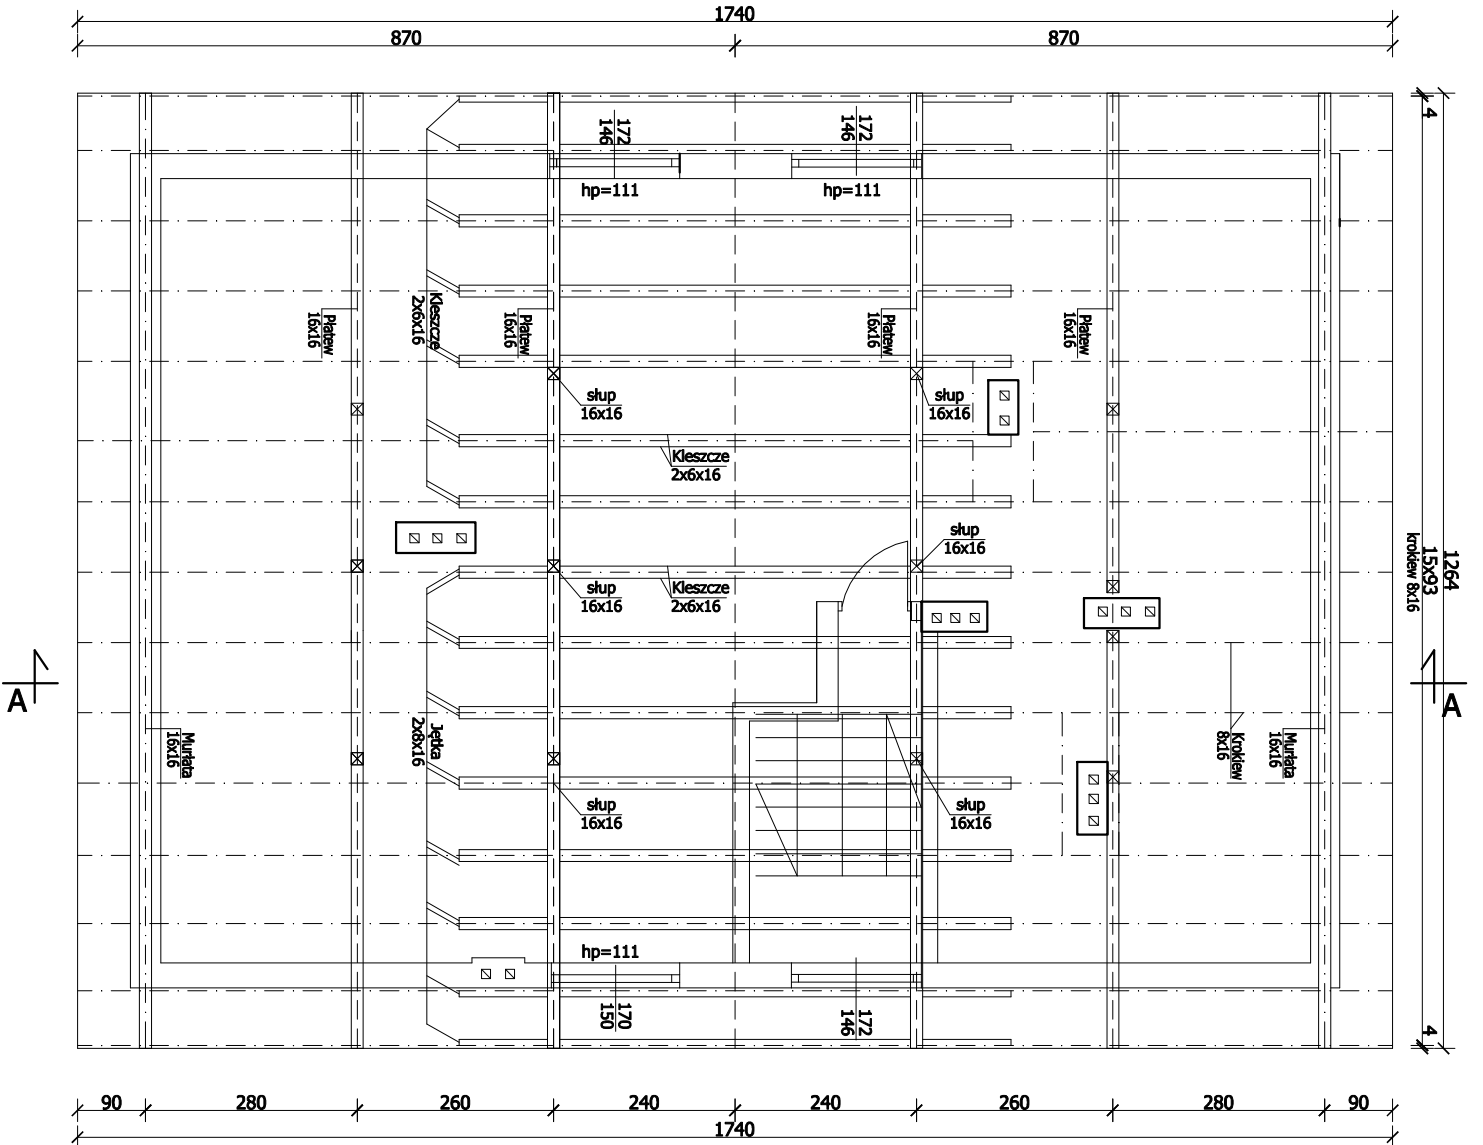 1740
870
870
4
172
146
172
146
hp=111
hp=111
Kleszcze
2x6x16
Płatew
16x16
Płatew
16x16
Płatew
16x16
Płatew
16x16
słup
16x16
słup
16x16
Kleszcze
2x6x16
słup
16x16
1264
15x93
krokiew 8x16
Kleszcze
2x6x16
słup
16x16
A
A
Murłata
16x16
Jętka
2x8x16
Krokiew
8x16
Murłata
16x16
słup
16x16
słup
16x16
hp=111
170
150
172
146
4
90
280
260
240
240
260
280
90
1740